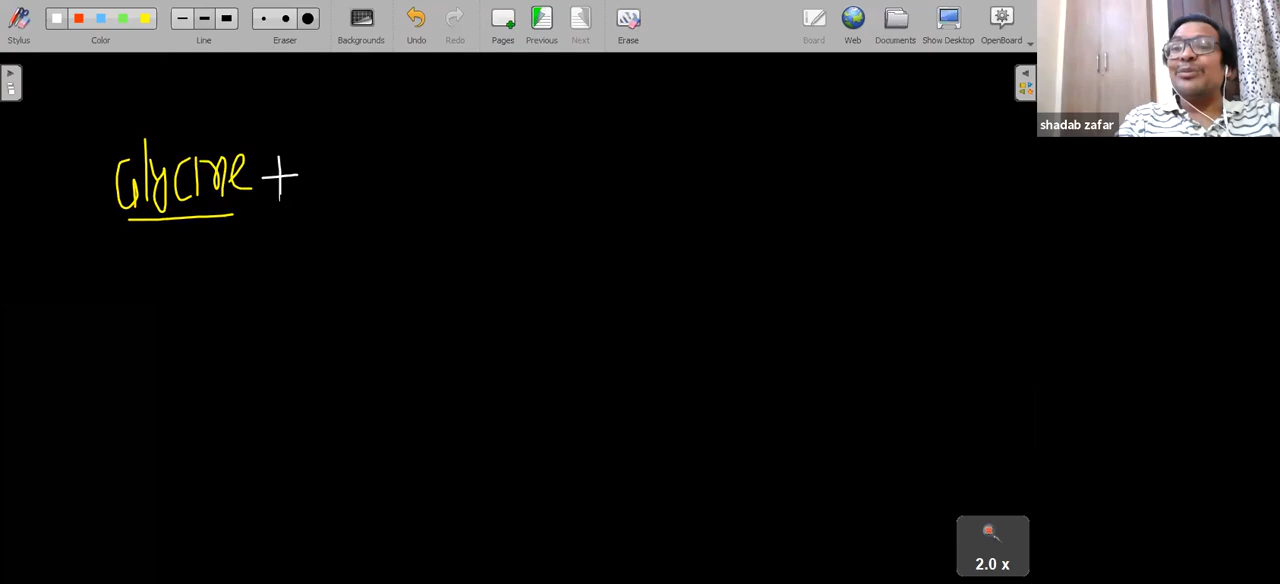 Stylus Color Line Eraser Backgrounds Undo Redo Pages Previous Next Erase Board Web Documents Show Desktop OpenBoard
shadab zafar
Glycine +
2.0 x